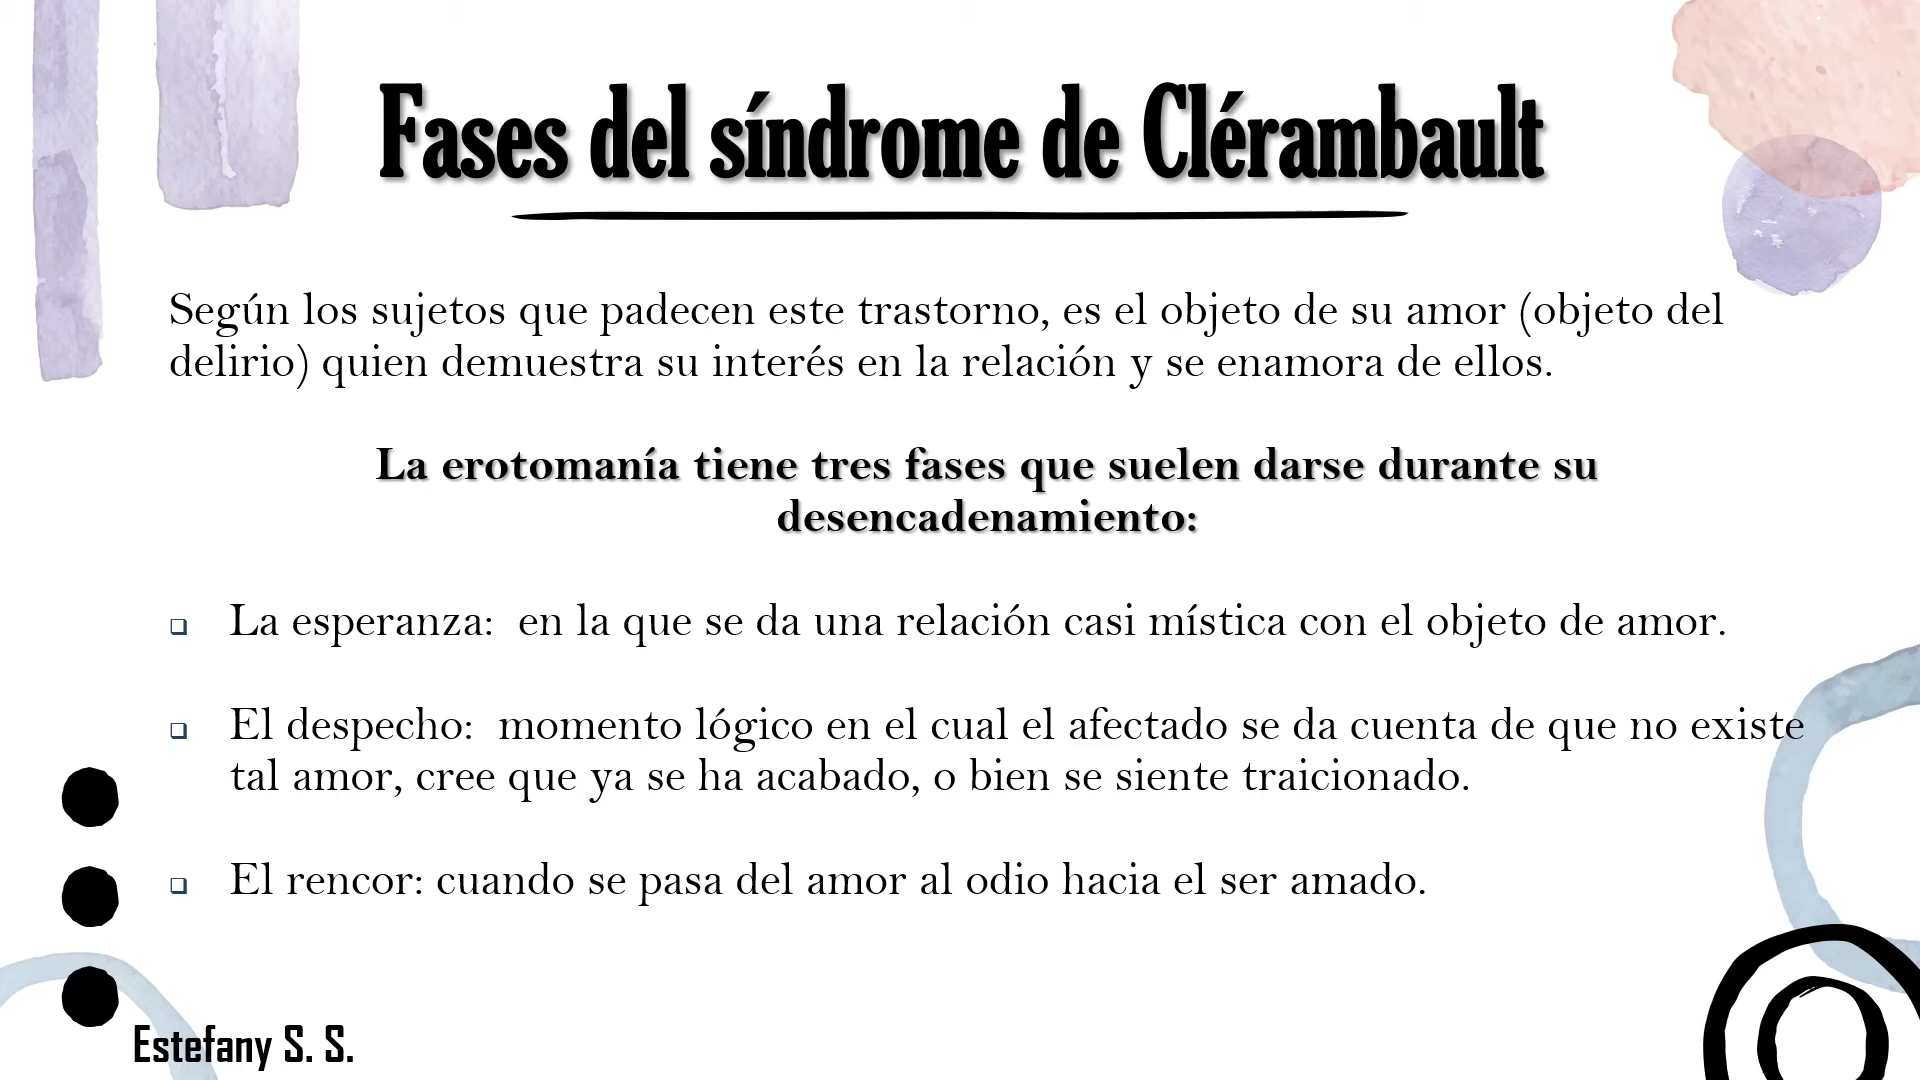 Fases del síndrome de Clérambault
Según los sujetos que padecen este trastorno, es el objeto de su amor (objeto del
delirio) quien demuestra su interés en la relación y se enamora de ellos.
La erotomanía tiene tres fases que suelen darse durante su
desencadenamiento:
❑ La esperanza:  en la que se da una relación casi mística con el objeto de amor.
❑ El despecho:  momento lógico en el cual el afectado se da cuenta de que no existe
tal amor, cree que ya se ha acabado, o bien se siente traicionado.
❑ El rencor: cuando se pasa del amor al odio hacia el ser amado.
Estefany S. S.